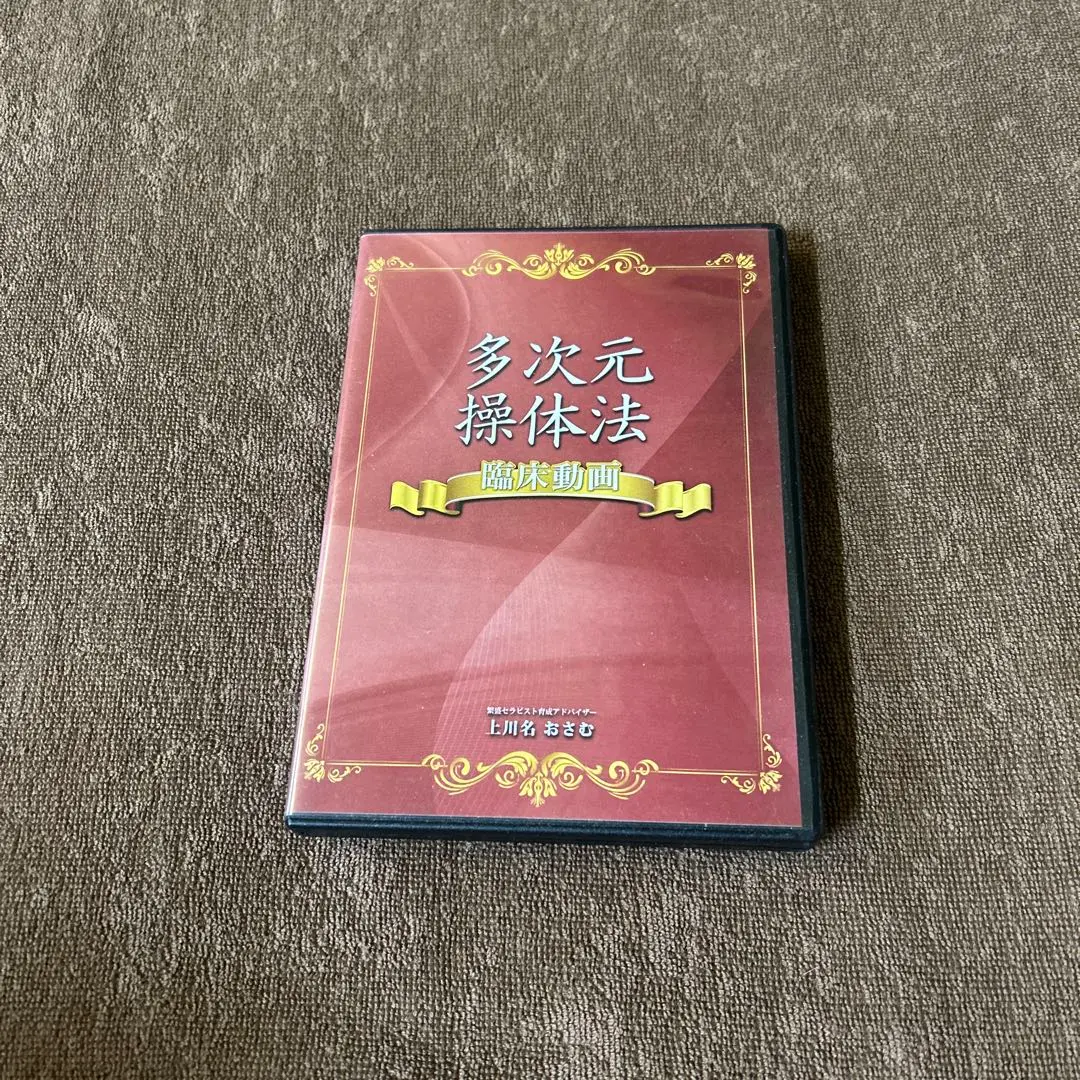 多次元
操体法
臨床動画
繁盛セラピスト育成アドバイザー
上川名 おさむ